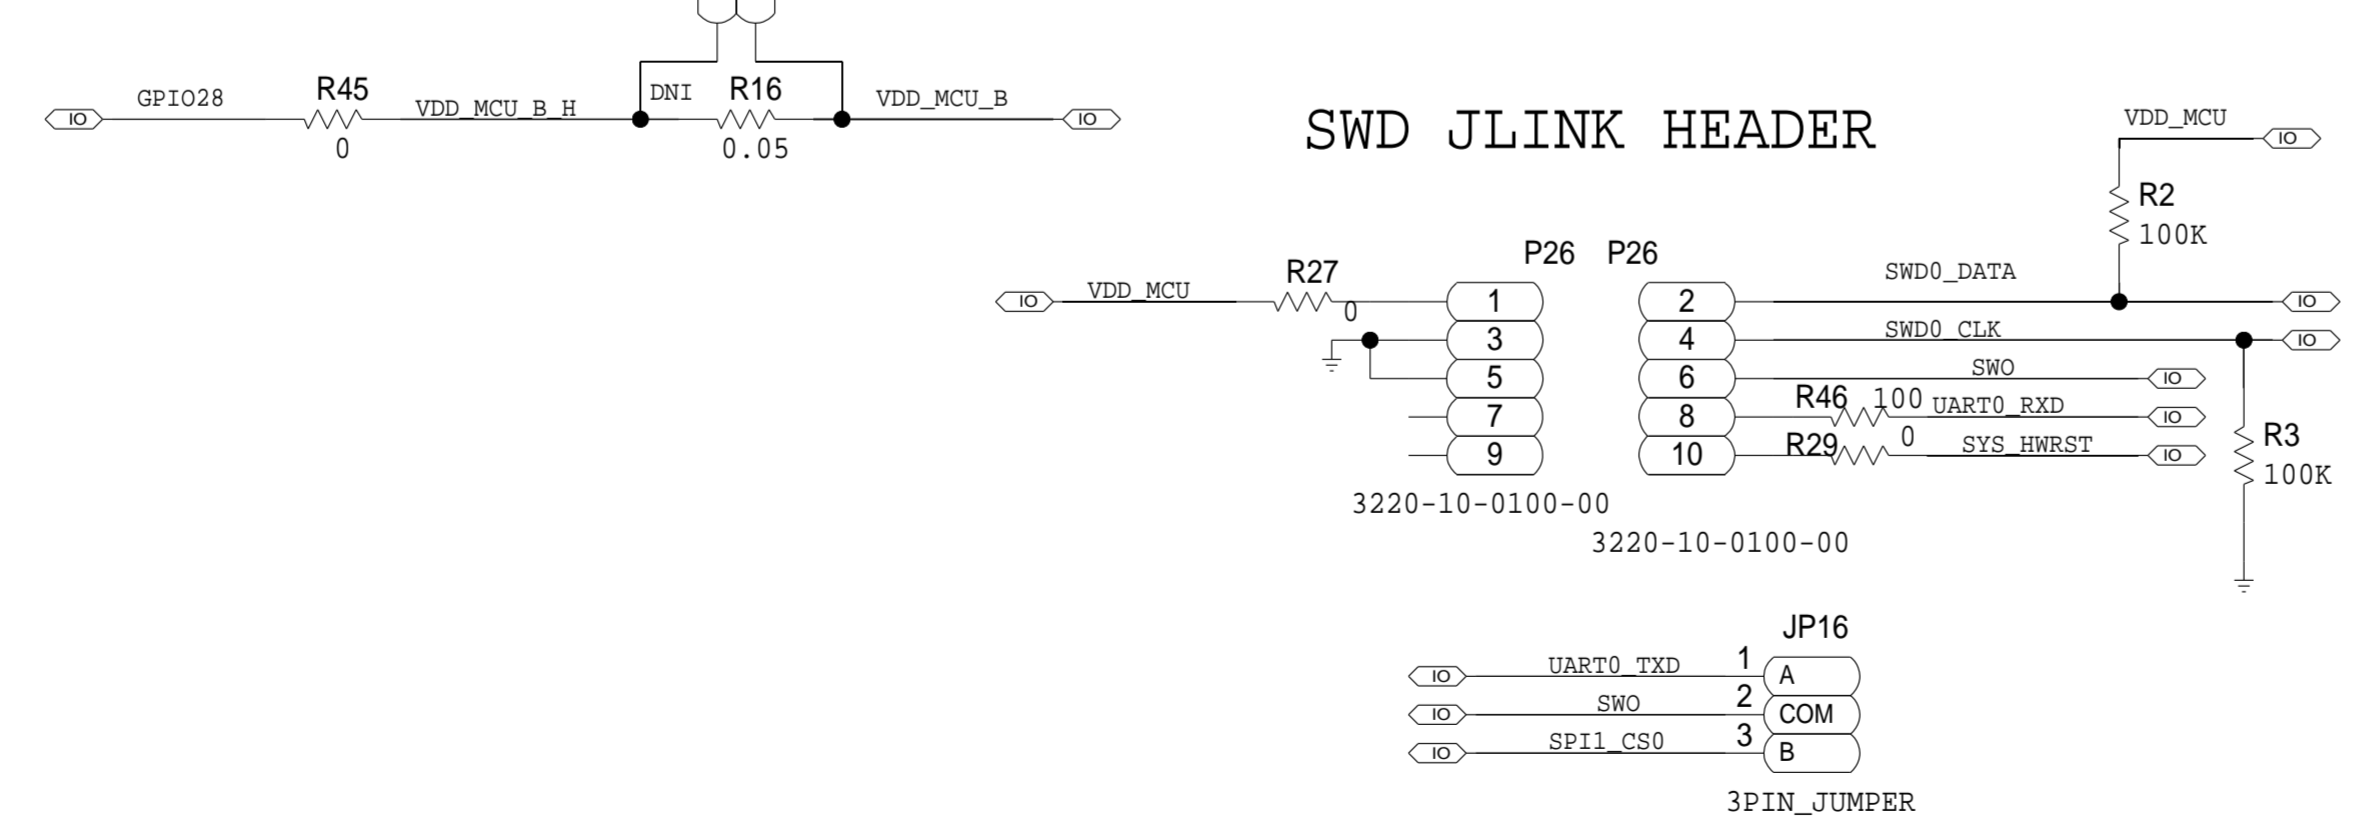 GPIO28
R45
VDD_MCU_B_H
DNI
R16
VDD_MCU_B
IO
0
0.05
IO
SWD JLINK HEADER
VDD_MCU
IO
R2
100K
P26 P26
VDD_MCU
R27
SWD0_DATA
IO
0
1
2
IO
3
4
SWD0_CLK
IO
5
6
SWO
IO
7
8
R46
100
UART0_RXD
IO
9
10
R29
0
SYS_HWRST
IO
R3
100K
3220-10-0100-00
3220-10-0100-00
JP16
IO
UART0_TXD
1
A
IO
SWO
2
COM
IO
SPI1_CS0
3
B
3PIN_JUMPER